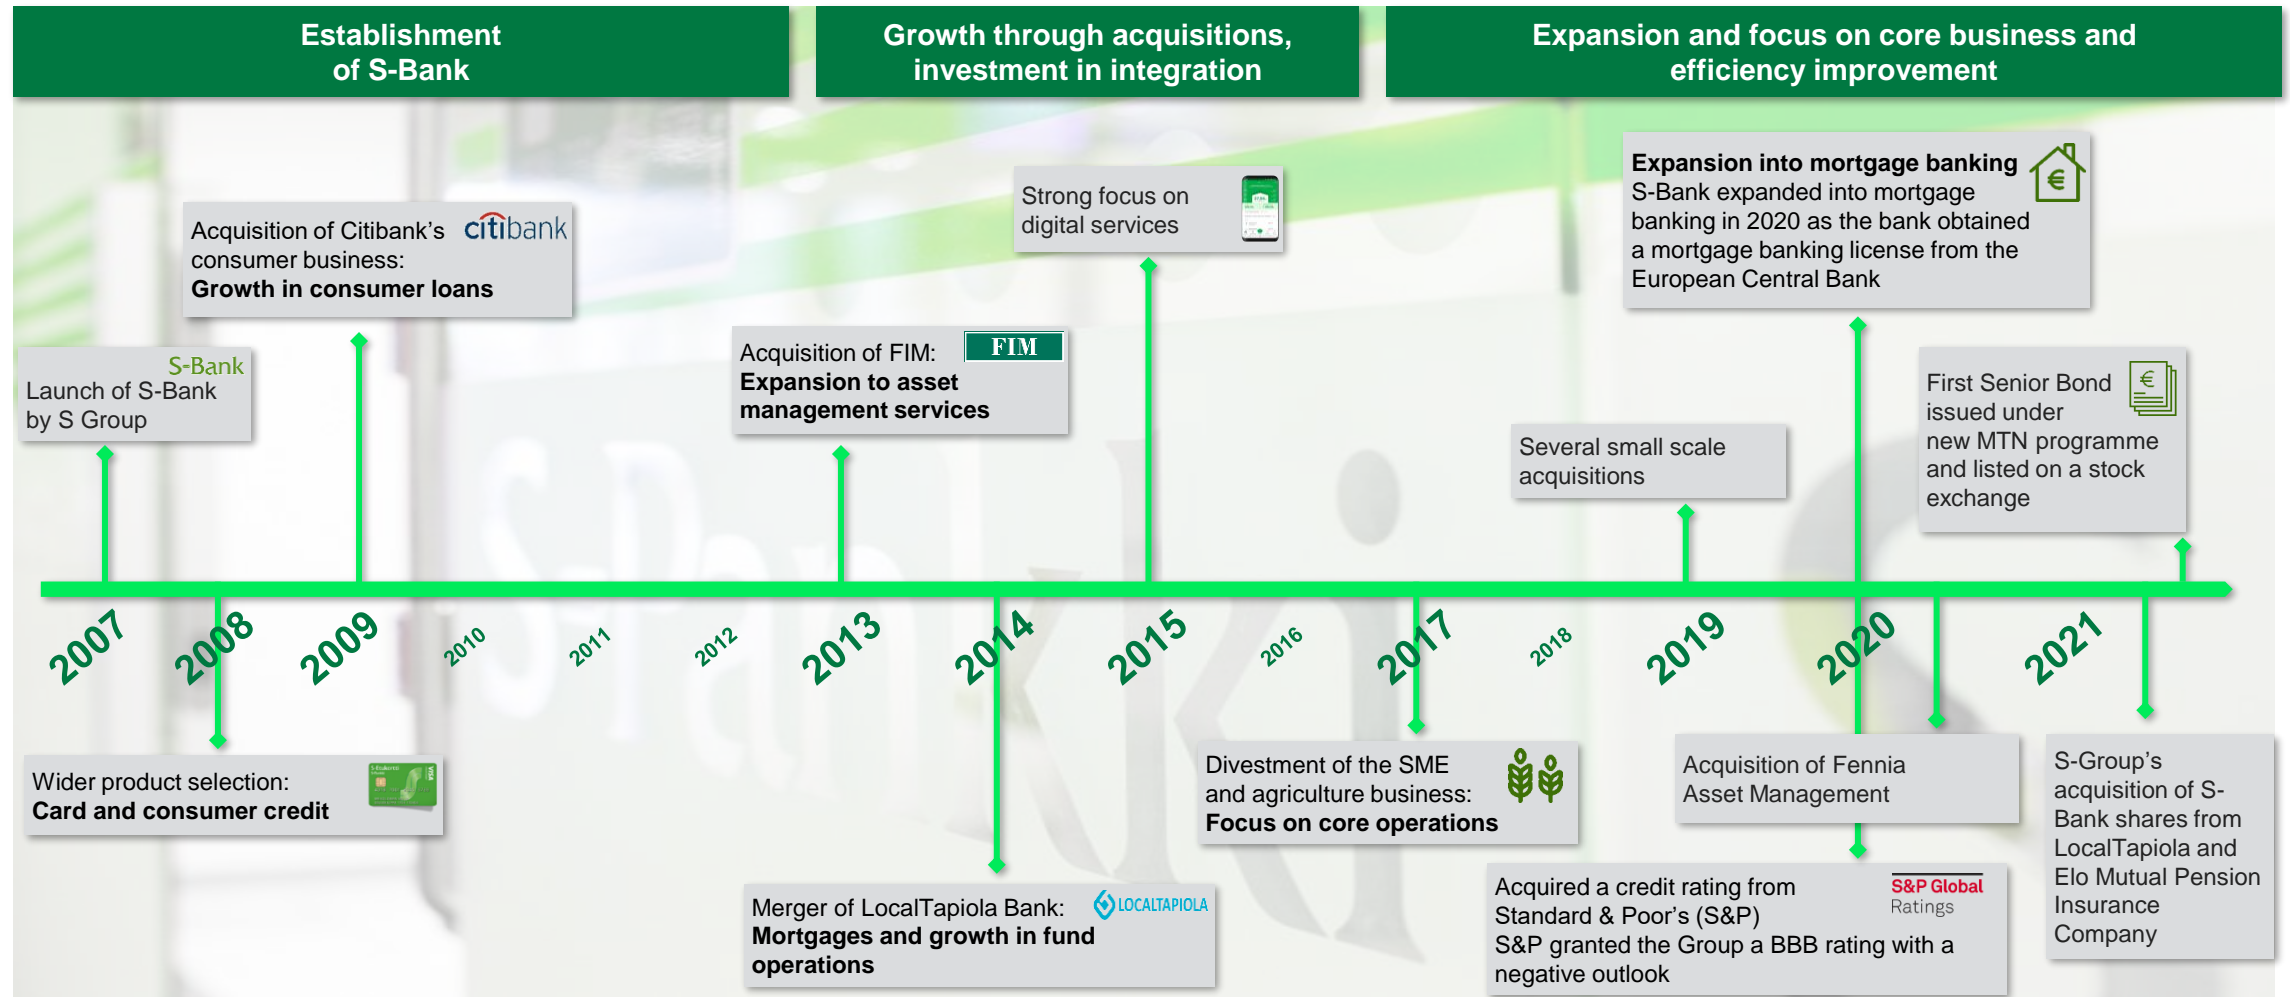 Establishment
of S-Bank
Growth through acquisitions,
investment in integration
Expansion and focus on core business and
efficiency improvement
S-Bank
Launch of S-Bank
by S Group
Acquisition of Citibank’s
consumer business:
Growth in consumer loans
citibank
Acquisition of FIM:
Expansion to asset
management services
FIM
Strong focus on
digital services
Several small scale
acquisitions
Expansion into mortgage banking
S-Bank expanded into mortgage
banking in 2020 as the bank obtained
a mortgage banking license from the
European Central Bank
€
First Senior Bond
issued under
new MTN programme
and listed on a stock
exchange
€
2007
2008
2009
2010
2011
2012
2013
2014
2015
2016
2017
2018
2019
2020
2021
Wider product selection:
Card and consumer credit
VISA
Merger of LocalTapiola Bank:
Mortgages and growth in fund
operations
LOCALTAPIOLA
Divestment of the SME
and agriculture business:
Focus on core operations
Acquisition of Fennia
Asset Management
Acquired a credit rating from
Standard & Poor’s (S&P)
S&P granted the Group a BBB rating with a
negative outlook
S&P Global
Ratings
S-Group’s
acquisition of S-
Bank shares from
LocalTapiola and
Elo Mutual Pension
Insurance
Company
S-Pankki